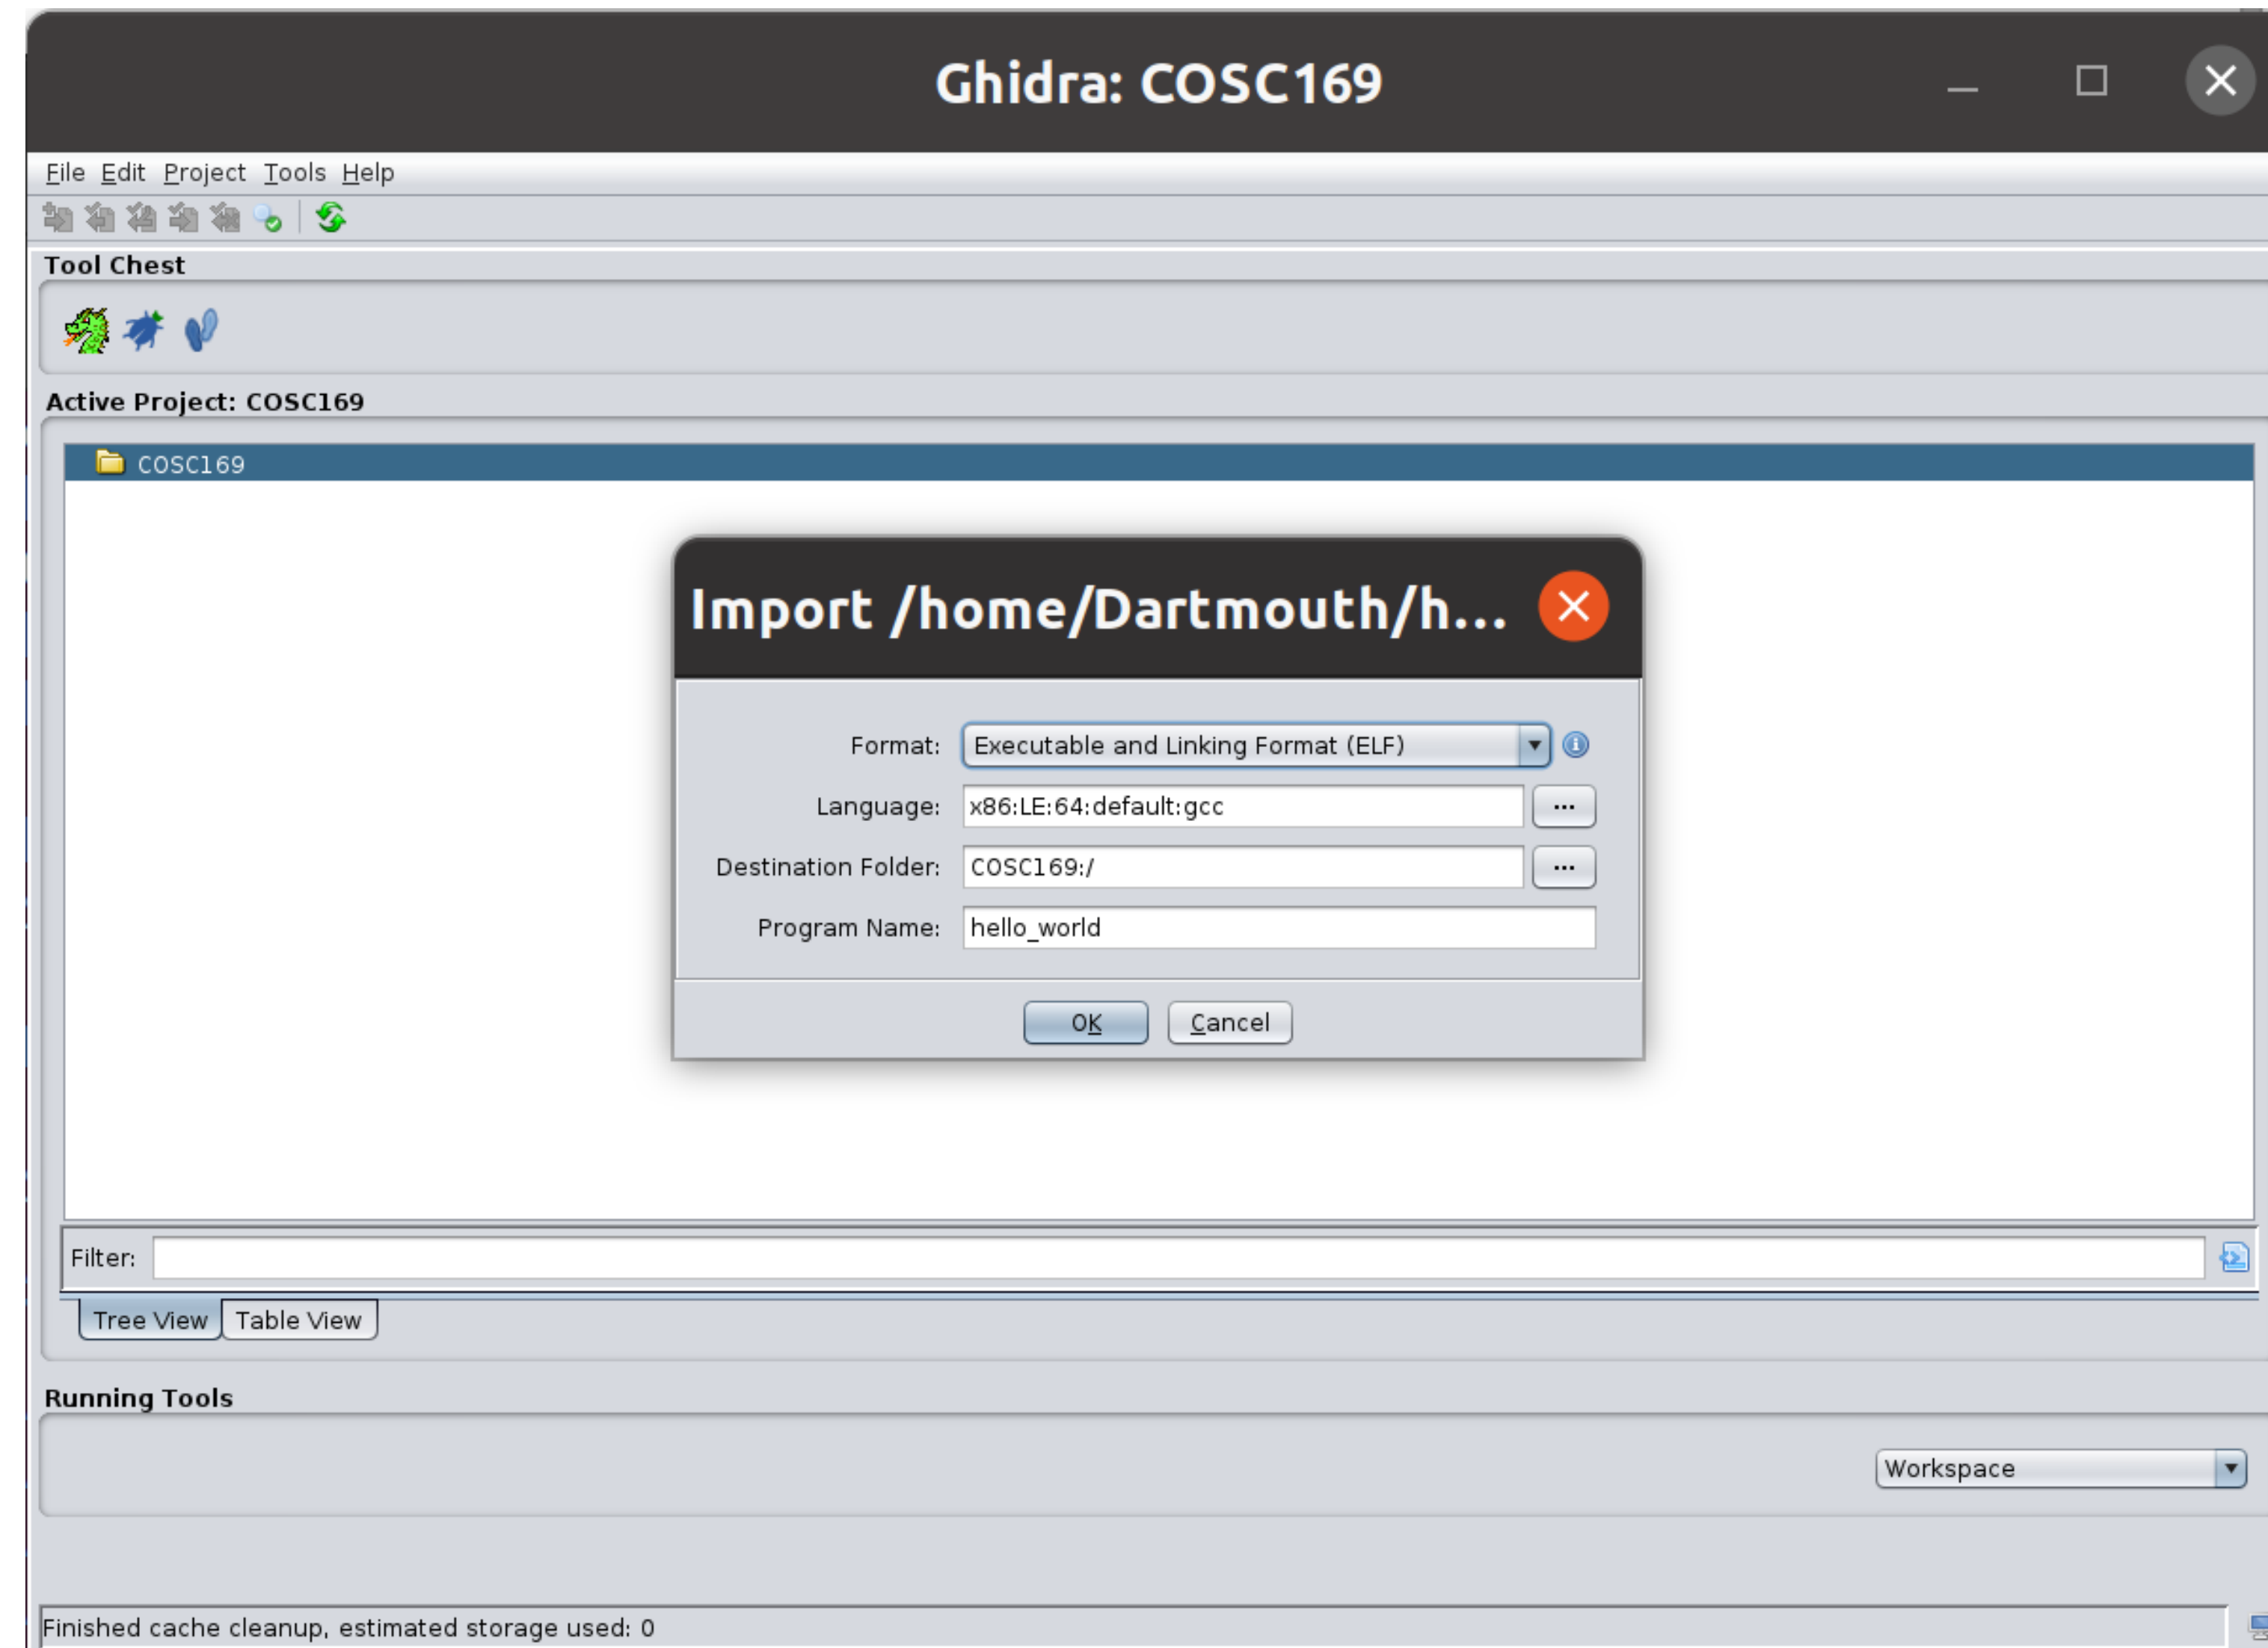 Ghidra: COSC169
File Edit Project Tools Help
Tool Chest
Active Project: COSC169
COSC169
Import /home/Dartmouth/h...
Format: Executable and Linking Format (ELF)
Language: x86:LE:64:default:gcc ...
Destination Folder: COSC169:/ ...
Program Name: hello_world
OK Cancel
Filter:
Tree View Table View
Running Tools
Workspace
Finished cache cleanup, estimated storage used: 0